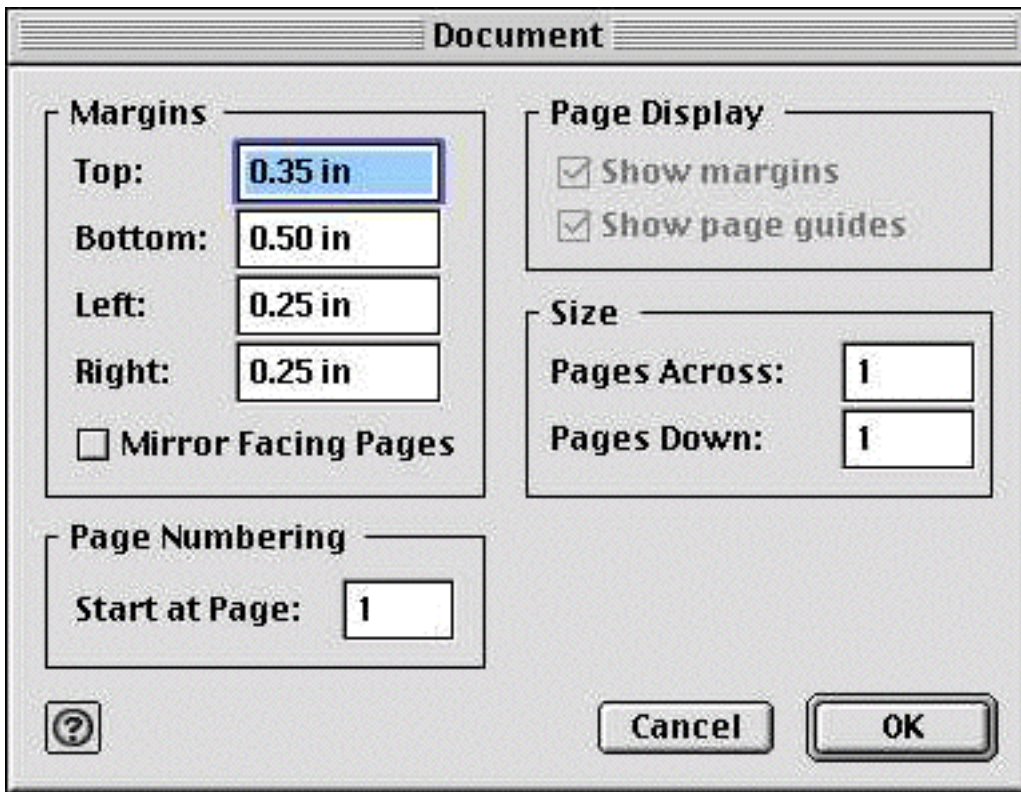 Document
Margins
Top: 0.35 in
Bottom: 0.50 in
Left: 0.25 in
Right: 0.25 in
Mirror Facing Pages
Page Display
Show margins
Show page guides
Size
Pages Across: 1
Pages Down: 1
Page Numbering
Start at Page: 1
?
Cancel
OK